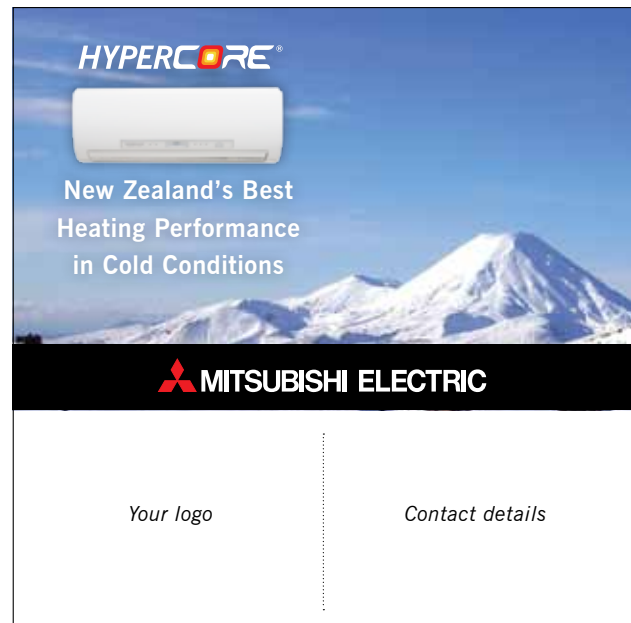 HYPERCORE®
New Zealand's Best
Heating Performance
in Cold Conditions
MITSUBISHI ELECTRIC
Your logo
Contact details